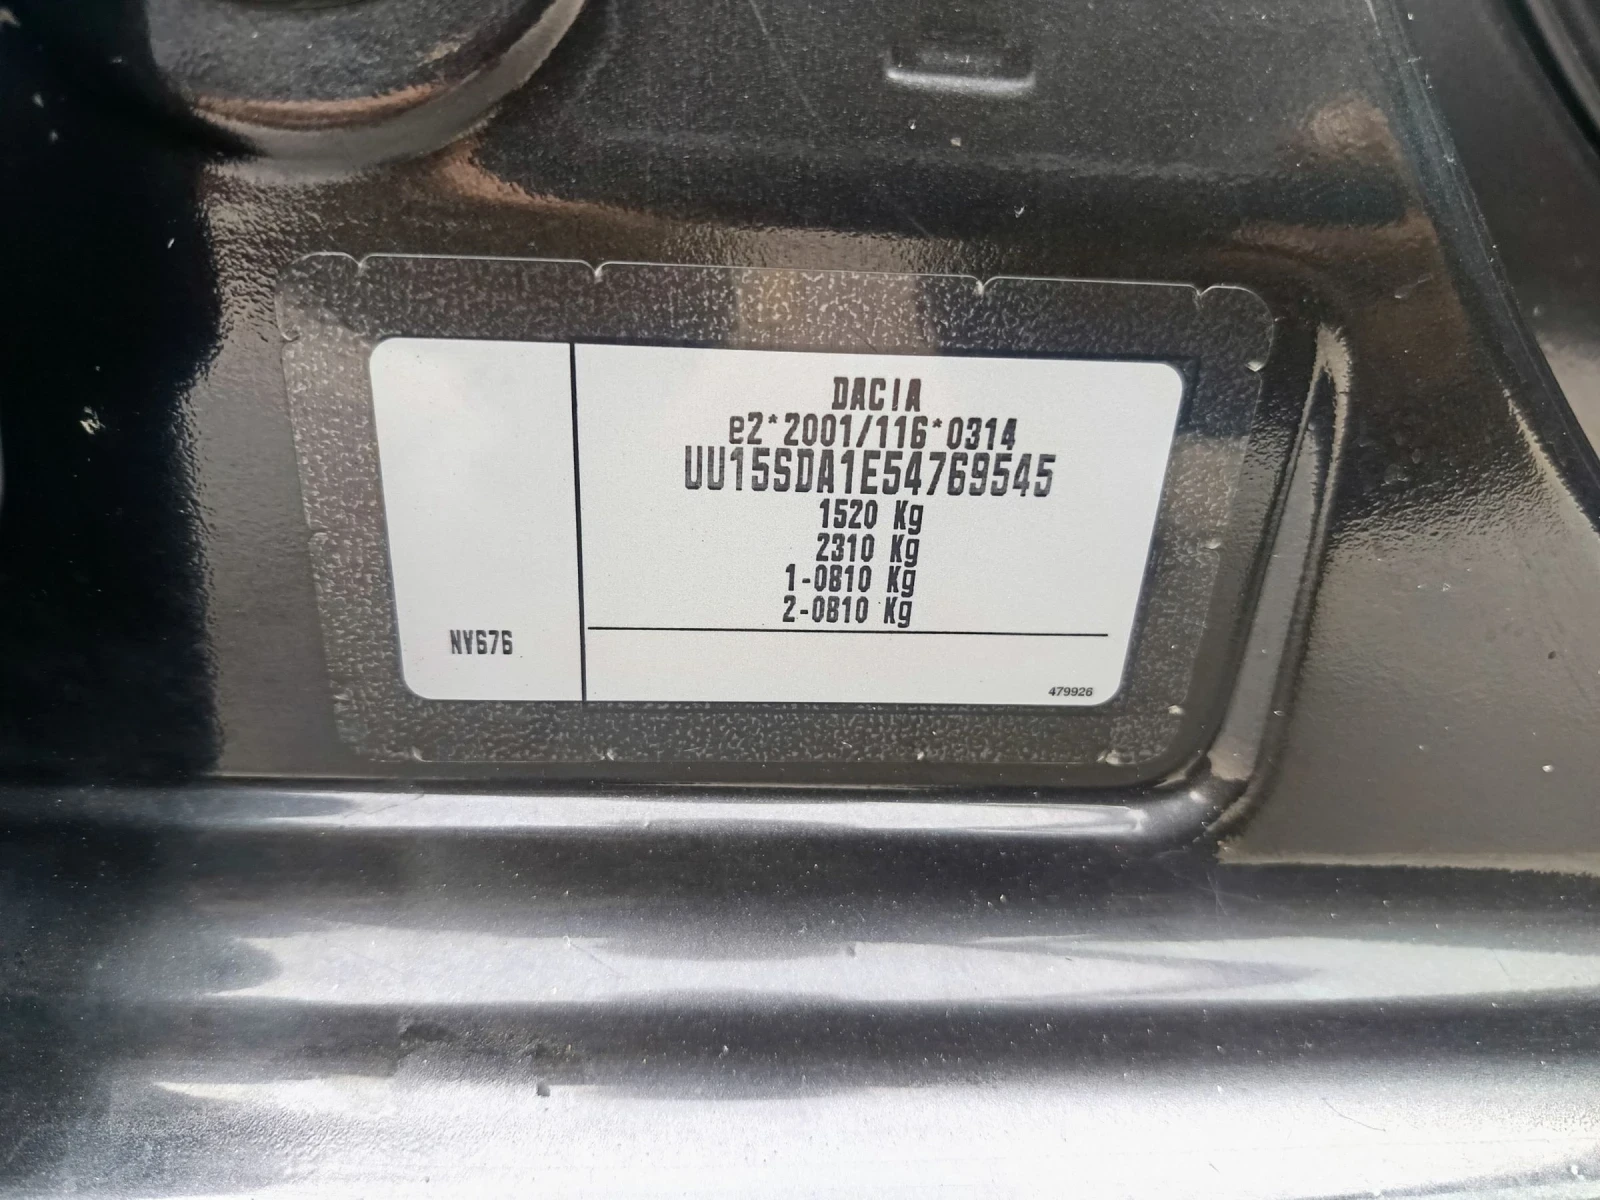 DACIA
e2*2001/116*0314
UU15SDA1E54769545
1520 Kg
2310 Kg
1-0810 Kg
2-0810 Kg
NV676
479926